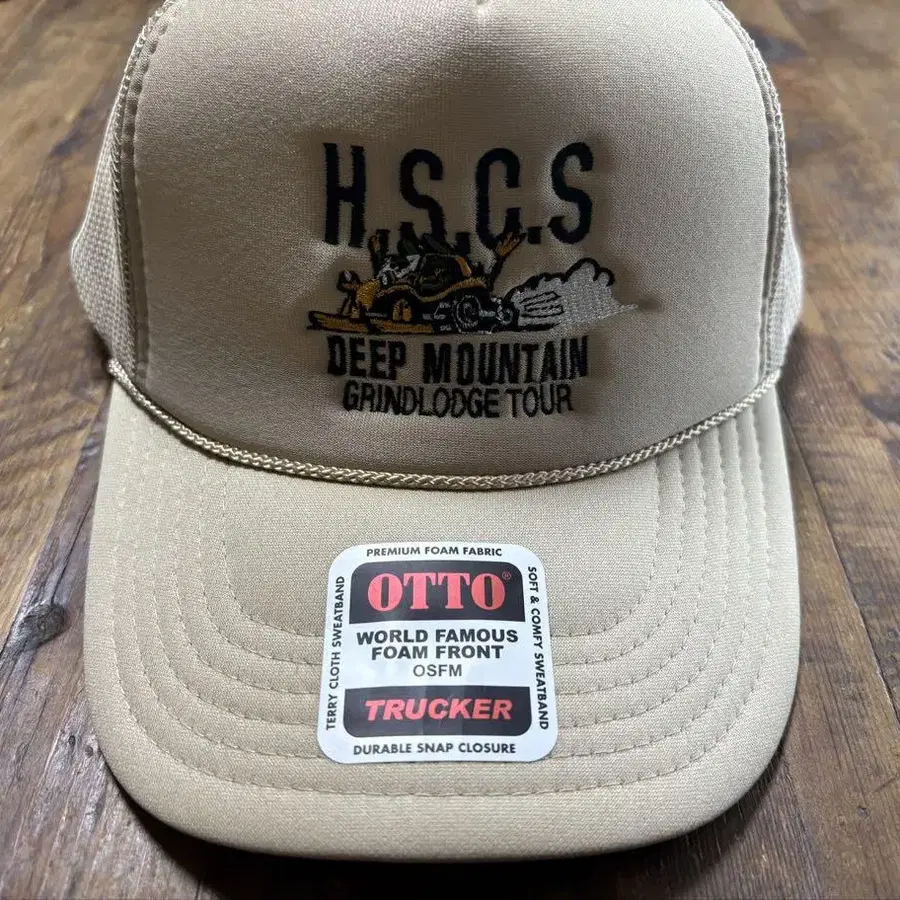 H.S.C.S
DEEP MOUNTAIN
GRINDLODGE TOUR
PREMIUM FOAM FABRIC
OTTO®
WORLD FAMOUS
FOAM FRONT
OSFM
TRUCKER
DURABLE SNAP CLOSURE
TERRY CLOTH SWEATBAND
SOFT & COMFY SWEATBAND